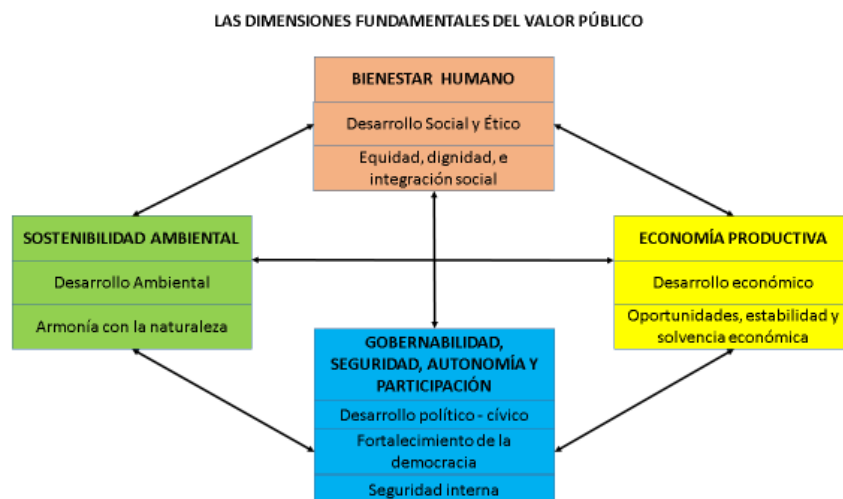 LAS DIMENSIONES FUNDAMENTALES DEL VALOR PÚBLICO
BIENESTAR HUMANO
Desarrollo Social y Ético
Equidad, dignidad, e
integración social
SOSTENIBILIDAD AMBIENTAL
Desarrollo Ambiental
Armonía con la naturaleza
ECONOMÍA PRODUCTIVA
Desarrollo económico
Oportunidades, estabilidad y
solvencia económica
GOBERNABILIDAD,
SEGURIDAD, AUTONOMÍA Y
PARTICIPACIÓN
Desarrollo político - cívico
Fortalecimiento de la
democracia
Seguridad interna